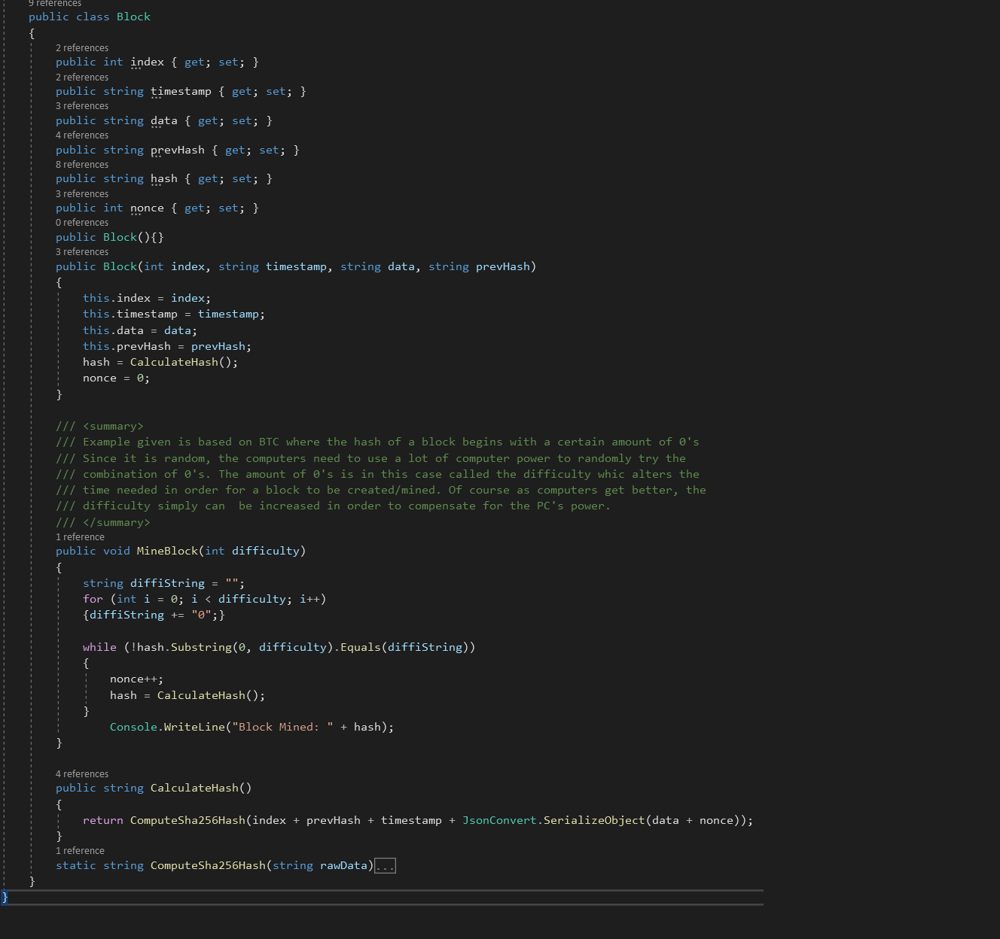 9 references
public class Block
{
2 references
public int index { get; set; }
2 references
public string timestamp { get; set; }
3 references
public string data { get; set; }
4 references
public string prevHash { get; set; }
8 references
public string hash { get; set; }
3 references
public int nonce { get; set; }
0 references
public Block(){}
3 references
public Block(int index, string timestamp, string data, string prevHash)
{
this.index = index;
this.timestamp = timestamp;
this.data = data;
this.prevHash = prevHash;
hash = CalculateHash();
nonce = 0;
}
/// <summary>
/// Example given is based on BTC where the hash of a block begins with a certain amount of 0's
/// Since it is random, the computers need to use a lot of computer power to randomly try the
/// combination of 0's. The amount of 0's is in this case called the difficulty whic alters the
/// time needed in order for a block to be created/mined. Of course as computers get better, the
/// difficulty simply can  be increased in order to compensate for the PC's power.
/// </summary>
1 reference
public void MineBlock(int difficulty)
{
string diffiString = "";
for (int i = 0; i < difficulty; i++)
{diffiString += "0";}
while (!hash.Substring(0, difficulty).Equals(diffiString))
{
nonce++;
hash = CalculateHash();
}
Console.WriteLine("Block Mined: " + hash);
}
4 references
public string CalculateHash()
{
return ComputeSha256Hash(index + prevHash + timestamp + JsonConvert.SerializeObject(data + nonce));
}
1 reference
static string ComputeSha256Hash(string rawData)...
}
}